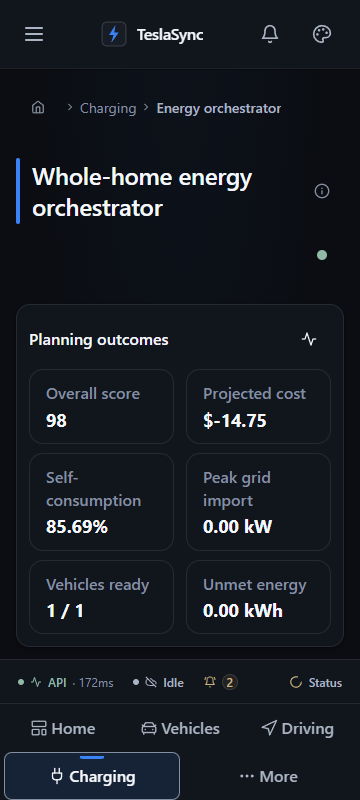 TeslaSync
Charging Energy orchestrator
Whole-home energy
orchestrator
Planning outcomes
Overall score
98
Projected cost
$-14.75
Self-
consumption
85.69%
Peak grid
import
0.00 kW
Vehicles ready
1 / 1
Unmet energy
0.00 kWh
API · 172ms Idle 2 Status
Home Vehicles Driving
Charging More